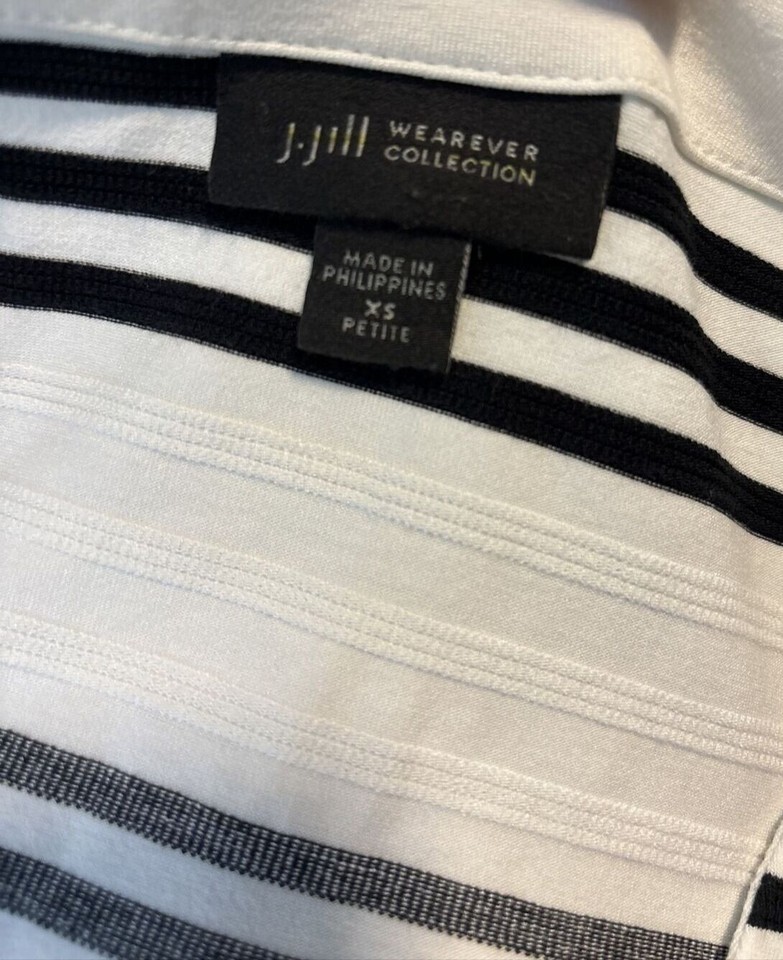 J.Jill WEAREVER
COLLECTION
MADE IN
PHILIPPINES
XS
PETITE